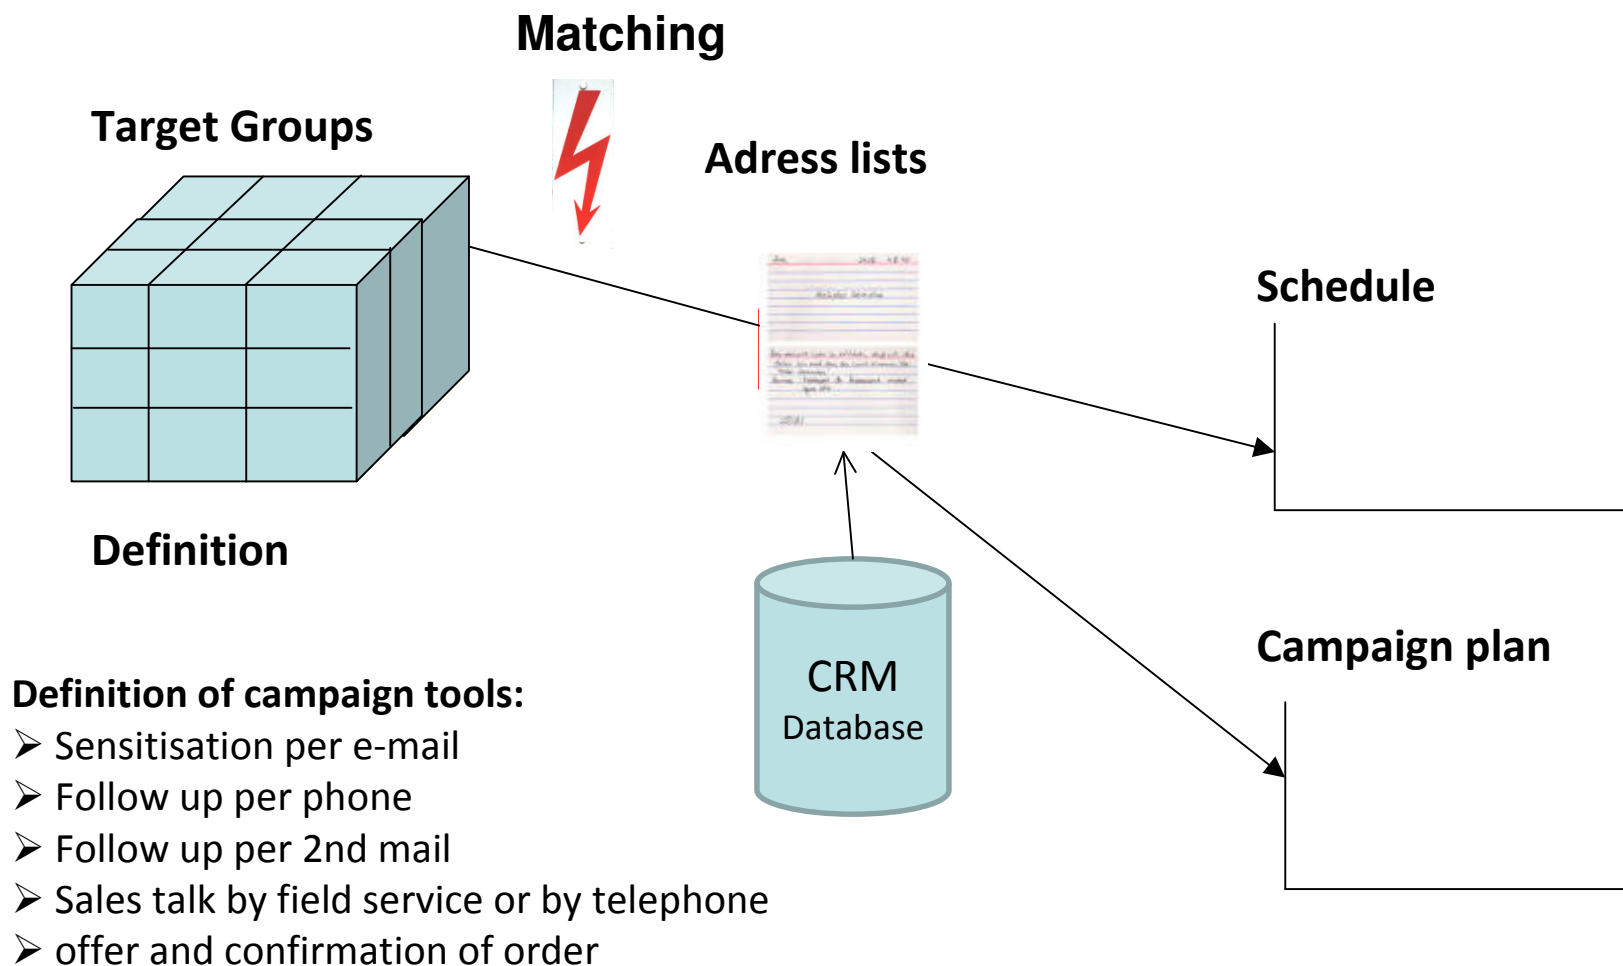 Matching
Target Groups
Adress lists
Schedule
Definition
CRM
Database
Campaign plan
Definition of campaign tools:
➢ Sensitisation per e-mail
➢ Follow up per phone
➢ Follow up per 2nd mail
➢ Sales talk by field service or by telephone
➢ offer and confirmation of order